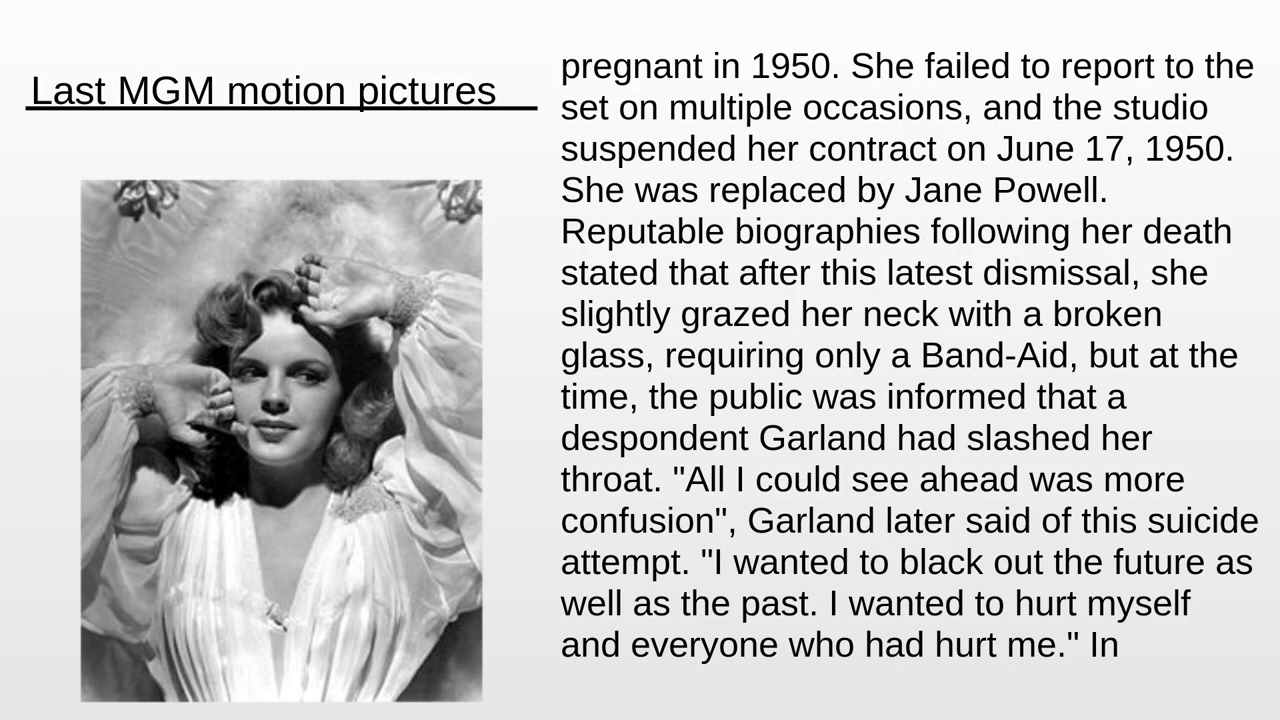 Last MGM motion pictures
pregnant in 1950. She failed to report to the
set on multiple occasions, and the studio
suspended her contract on June 17, 1950.
She was replaced by Jane Powell.
Reputable biographies following her death
stated that after this latest dismissal, she
slightly grazed her neck with a broken
glass, requiring only a Band-Aid, but at the
time, the public was informed that a
despondent Garland had slashed her
throat. "All I could see ahead was more
confusion", Garland later said of this suicide
attempt. "I wanted to black out the future as
well as the past. I wanted to hurt myself
and everyone who had hurt me." In